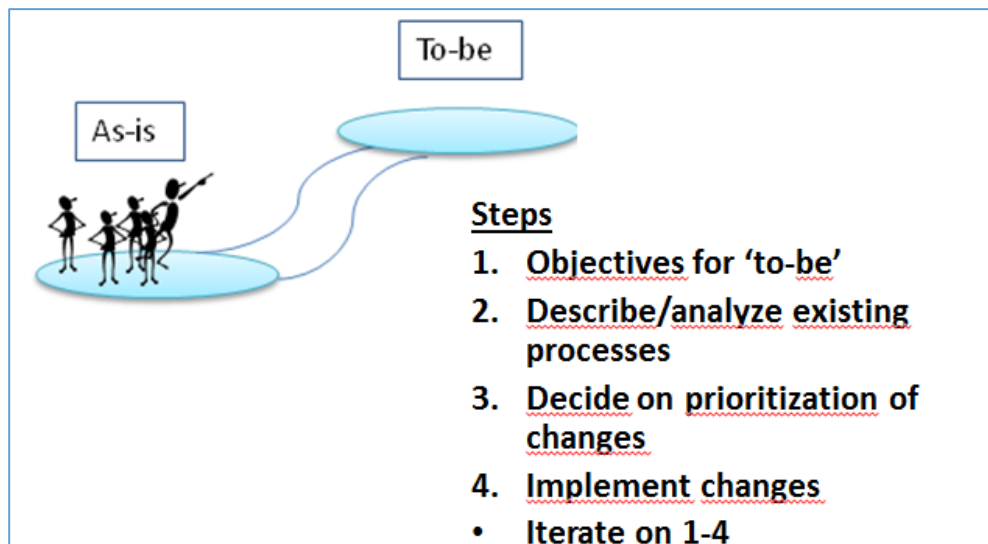 To-be
As-is
Steps
1. Objectives for ‘to-be’
2. Describe/analyze existing
processes
3. Decide on prioritization of
changes
4. Implement changes
• Iterate on 1-4